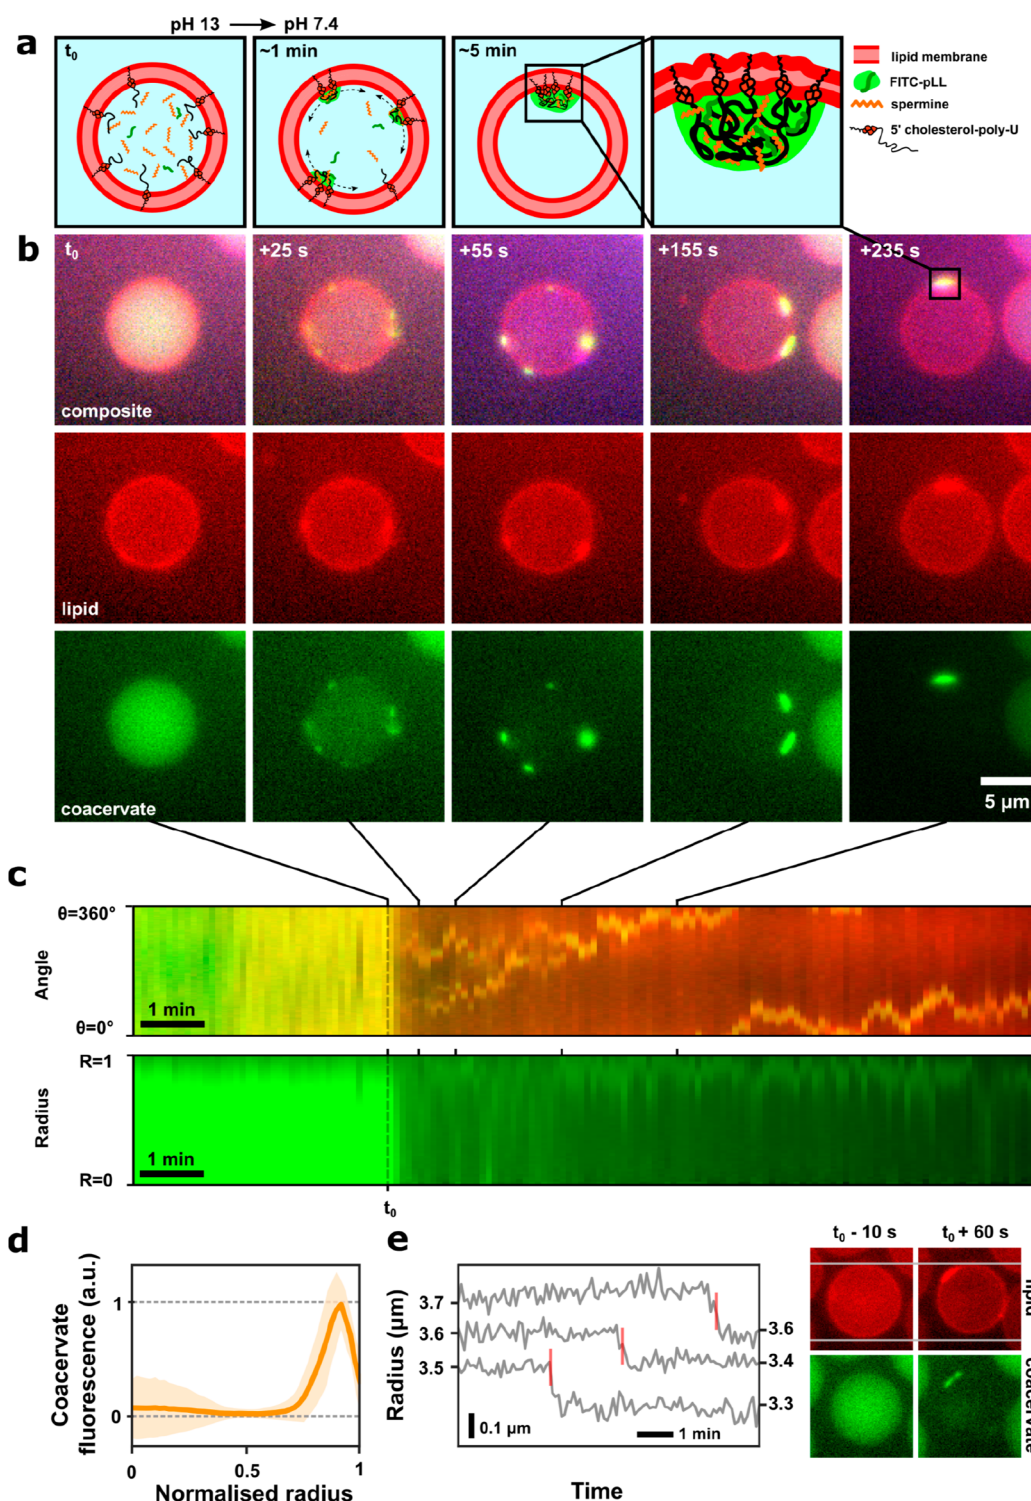 pH 13 → pH 7.4
a
t₀
~1 min
~5 min
lipid membrane
FITC-pLL
spermine
5' cholesterol-poly-U
b
t₀
+25 s
+55 s
+155 s
+235 s
composite
lipid
coacervate
5 µm
c
θ=360°
Angle
1 min
θ=0°
R=1
Radius
1 min
R=0
t₀
d
Coacervate
fluorescence (a.u.)
1
0
0
0.5
1
Normalised radius
e
Radius (µm)
3.7
3.6
3.5
3.6
3.4
3.3
0.1 µm
1 min
Time
t₀ - 10 s
t₀ + 60 s
lipid
coacervate